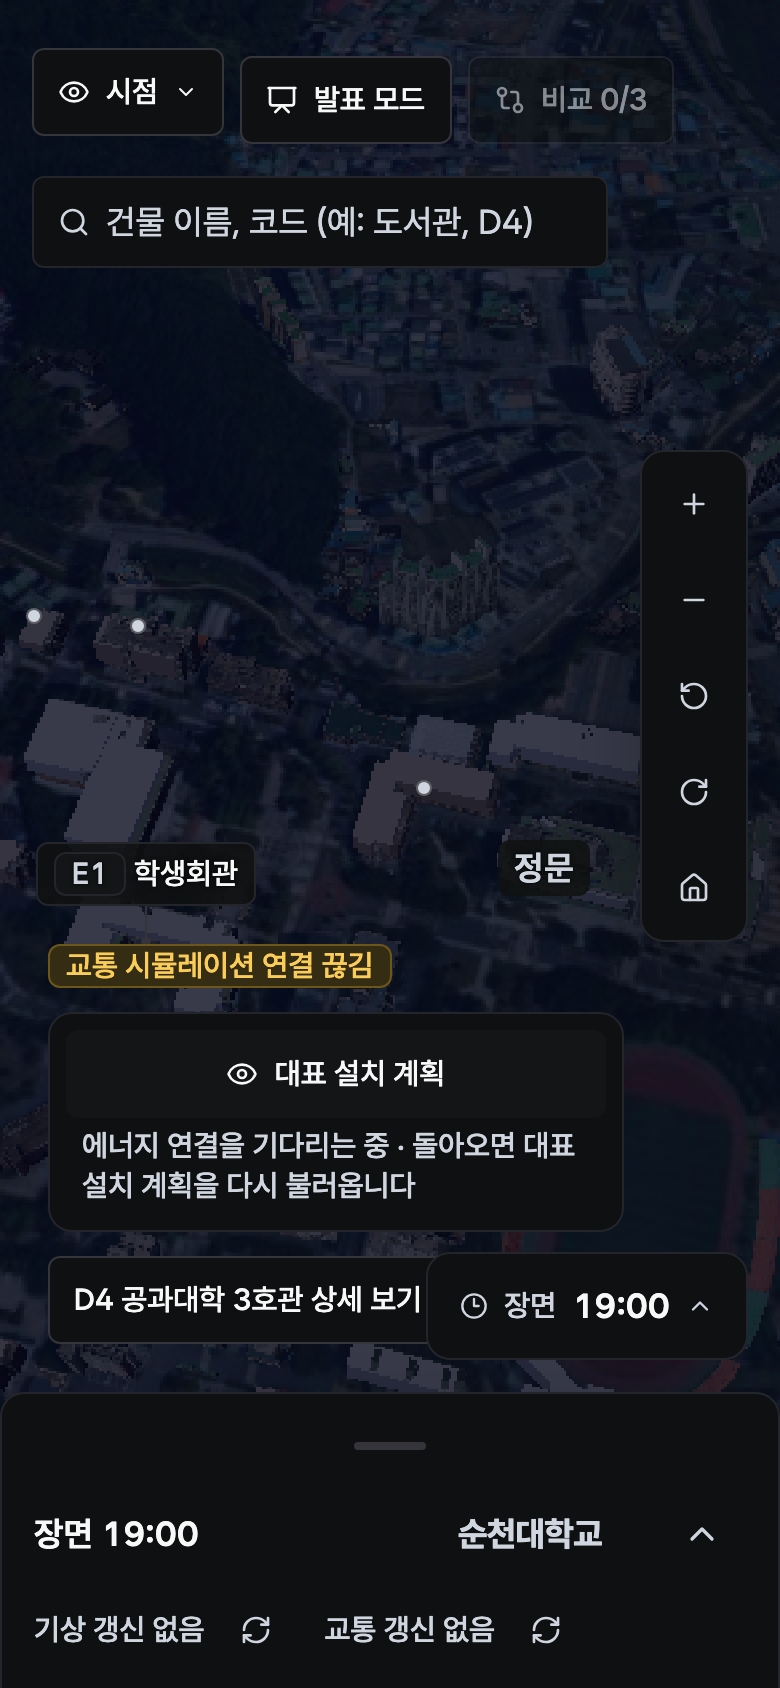 시점
발표 모드
비교 0/3
건물 이름, 코드 (예: 도서관, D4)
E1 학생회관
정문
교통 시뮬레이션 연결 끊김
대표 설치 계획
에너지 연결을 기다리는 중 · 돌아오면 대표
설치 계획을 다시 불러옵니다
D4 공과대학 3호관 상세 보기
장면 19:00
장면 19:00
순천대학교
기상 갱신 없음
교통 갱신 없음